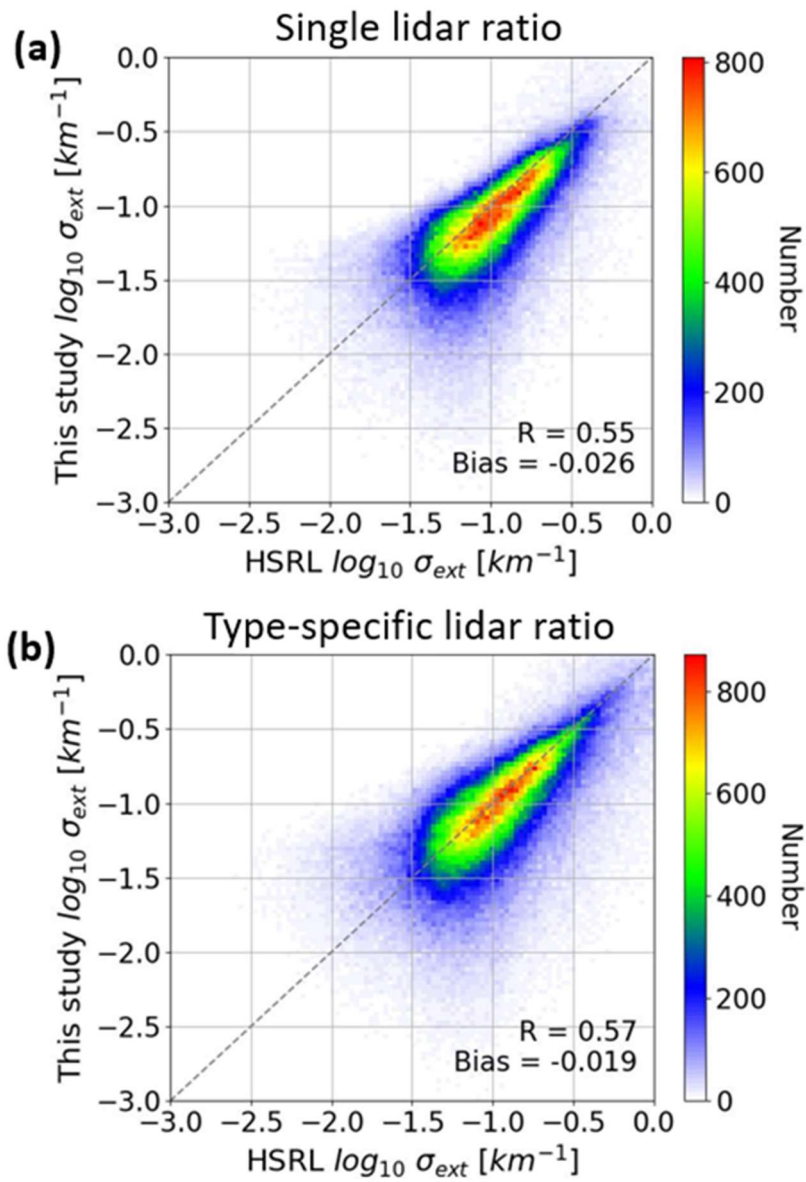 (a)
Single lidar ratio
This study log10 σext [km−1]
0.0
−0.5
−1.0
−1.5
−2.0
−2.5
−3.0
R = 0.55
Bias = -0.026
−3.0 −2.5 −2.0 −1.5 −1.0 −0.5 0.0
HSRL log10 σext [km−1]
800
600
400
200
0
Number
(b)
Type-specific lidar ratio
This study log10 σext [km−1]
0.0
−0.5
−1.0
−1.5
−2.0
−2.5
−3.0
R = 0.57
Bias = -0.019
−3.0 −2.5 −2.0 −1.5 −1.0 −0.5 0.0
HSRL log10 σext [km−1]
800
600
400
200
0
Number